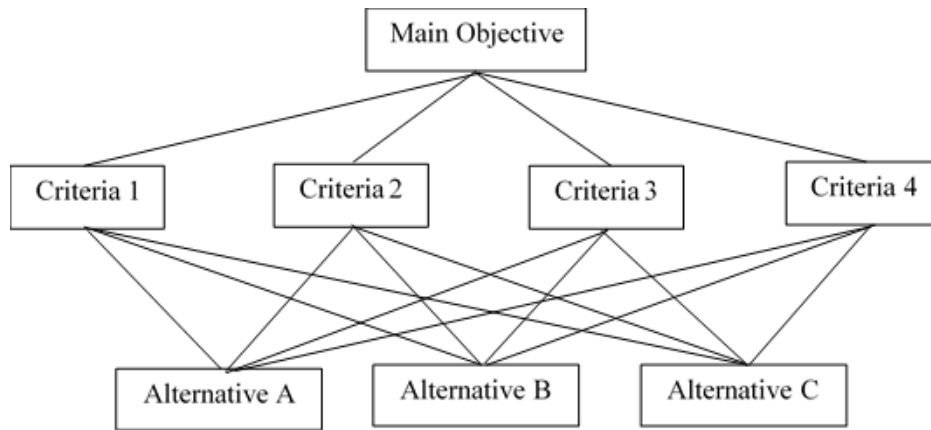 Main Objective
Criteria 1
Criteria 2
Criteria 3
Criteria 4
Alternative A
Alternative B
Alternative C